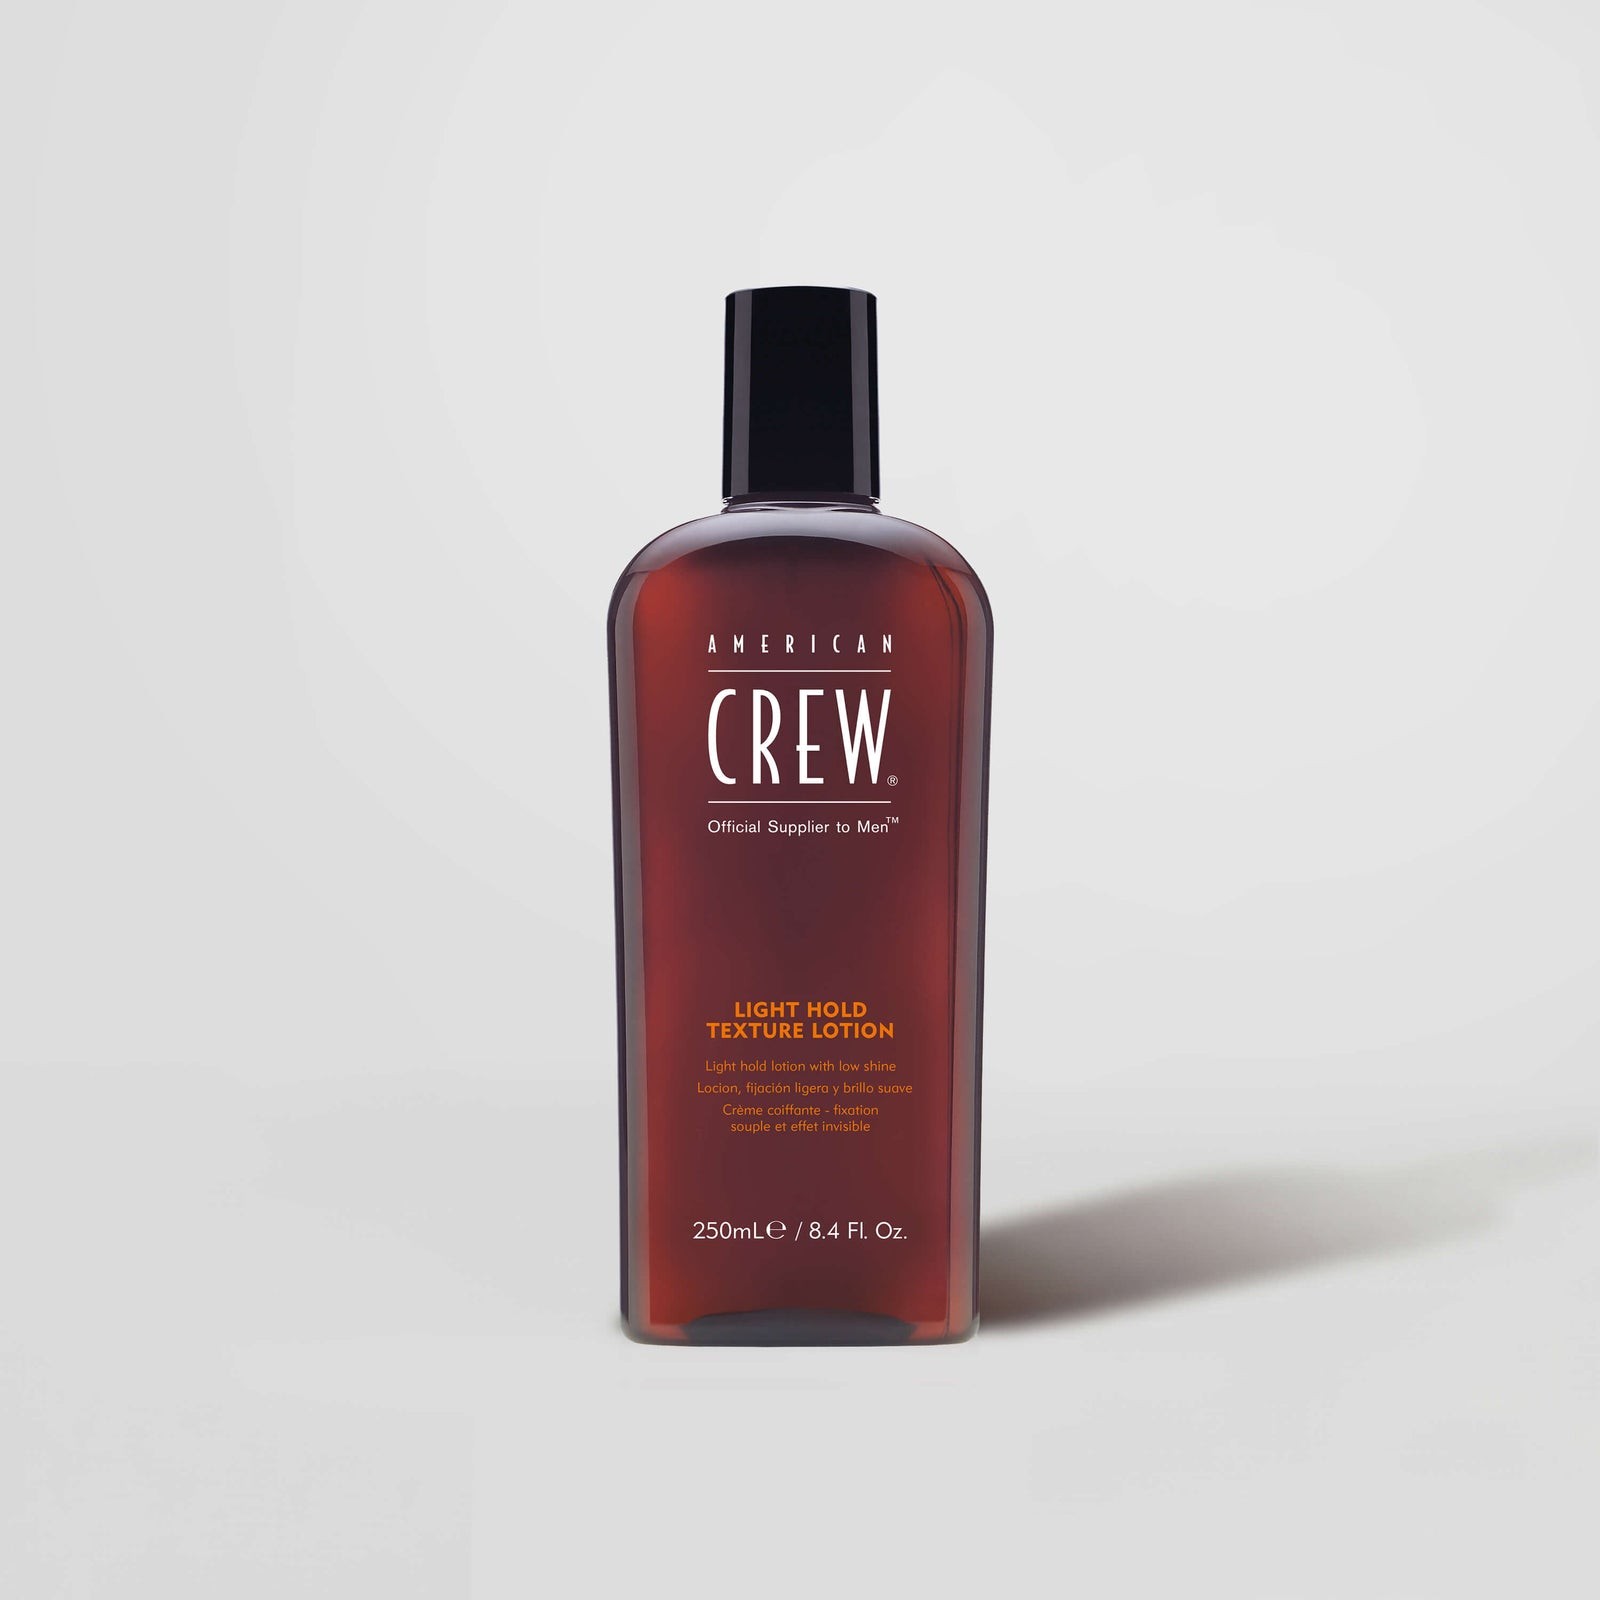 AMERICAN
CREW®
Official Supplier to Men™
LIGHT HOLD
TEXTURE LOTION
Light hold lotion with low shine
Locion, fijación ligera y brillo suave
Crème coiffante - fixation
souple et effet invisible
250mL℮ / 8.4 Fl. Oz.